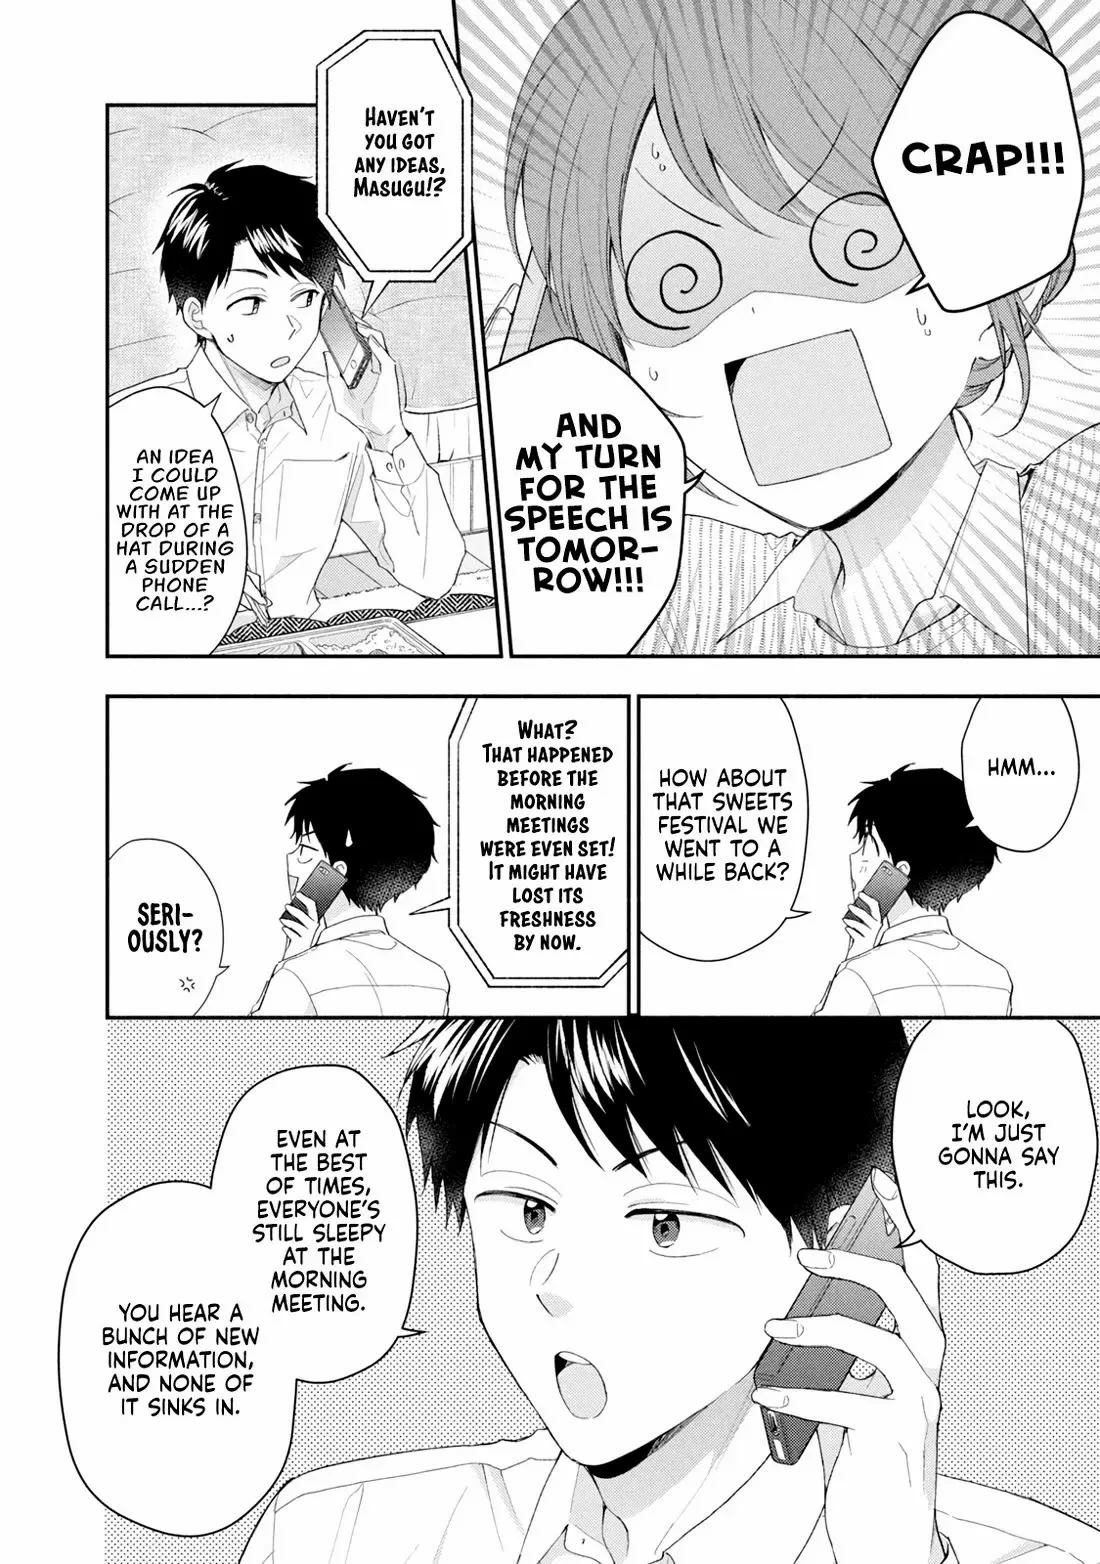 CRAP!!!
AND
MY TURN
FOR THE
SPEECH IS
TOMOR-
ROW!!!
HAVEN'T
YOU GOT
ANY IDEAS,
MASUGU!?
AN IDEA
I COULD
COME UP
WITH AT THE
DROP OF A
HAT DURING
A SUDDEN
PHONE
CALL...?
HMM...
HOW ABOUT
THAT SWEETS
FESTIVAL WE
WENT TO A
WHILE BACK?
WHAT?
THAT HAPPENED
BEFORE THE
MORNING
MEETINGS
WERE EVEN SET!
IT MIGHT HAVE
LOST ITS
FRESHNESS
BY NOW.
SERI-
OUSLY?
LOOK,
I'M JUST
GONNA SAY
THIS.
EVEN AT
THE BEST
OF TIMES,
EVERYONE'S
STILL SLEEPY
AT THE
MORNING
MEETING.
YOU HEAR A
BUNCH OF NEW
INFORMATION,
AND NONE OF
IT SINKS IN.